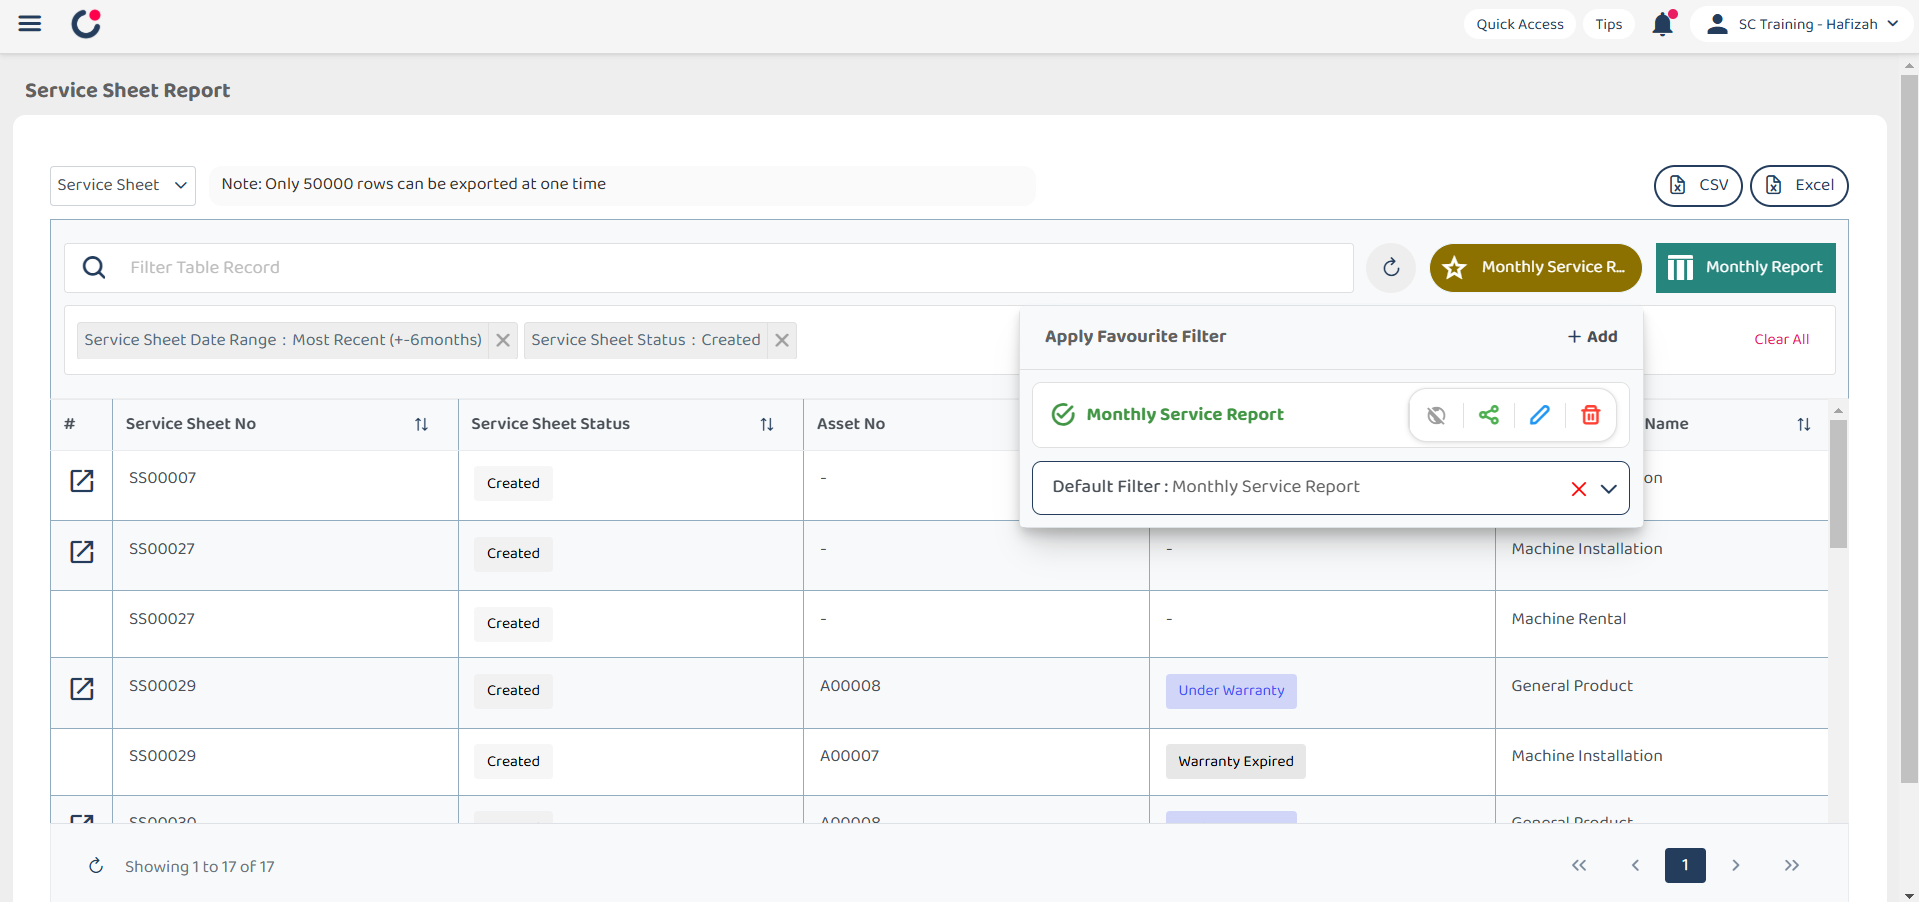 Quick Access
Tips
SC Training - Hafizah
Service Sheet Report
Service Sheet
Note: Only 50000 rows can be exported at one time
CSV
Excel
Filter Table Record
Monthly Service R...
Monthly Report
Service Sheet Date Range : Most Recent (+-6months)
Service Sheet Status : Created
Clear All
Apply Favourite Filter
+ Add
Monthly Service Report
Default Filter : Monthly Service Report
# Service Sheet No Service Sheet Status Asset No Name
SS00007 Created - on
SS00027 Created - - Machine Installation
SS00027 Created - - Machine Rental
SS00029 Created A00008 Under Warranty General Product
SS00029 Created A00007 Warranty Expired Machine Installation
SS00030 A00008 General Product
Showing 1 to 17 of 17
« ‹ 1 › »